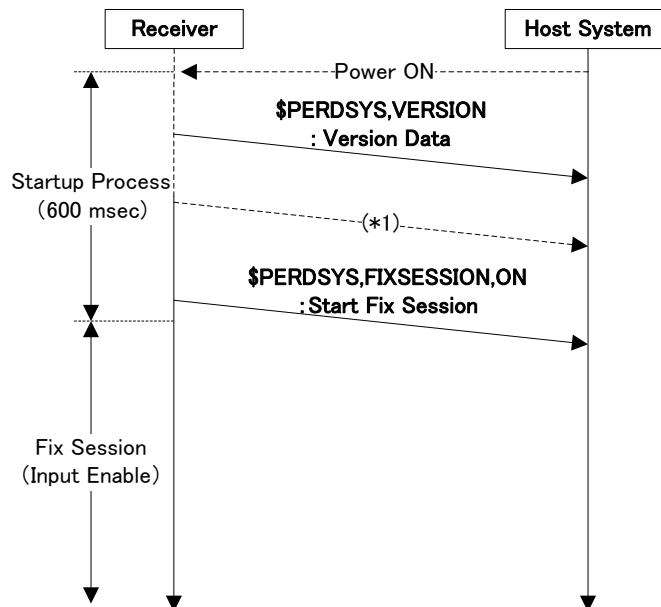 Receiver
Host System
Power ON
$PERDSYS,VERSION
: Version Data
Startup Process
(600 msec)
(*1)
$PERDSYS,FIXSESSION,ON
: Start Fix Session
Fix Session
(Input Enable)